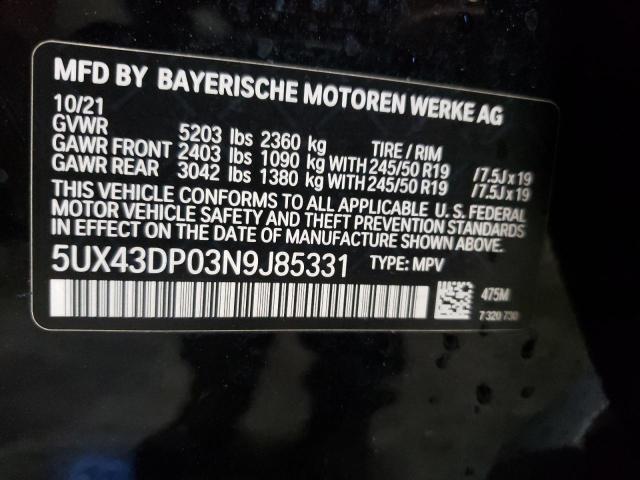 MFD BY BAYERISCHE MOTOREN WERKE AG
10/21
GVWR 5203 lbs 2360 kg TIRE / RIM
GAWR FRONT 2403 lbs 1090 kg WITH 245/50 R19 /7.5J x 19
GAWR REAR 3042 lbs 1380 kg WITH 245/50 R19 /7.5J x 19
THIS VEHICLE CONFORMS TO ALL APPLICABLE U. S. FEDERAL
MOTOR VEHICLE SAFETY AND THEFT PREVENTION STANDARDS
IN EFFECT ON THE DATE OF MANUFACTURE SHOWN ABOVE.
5UX43DP03N9J85331 TYPE: MPV
475M
7 320 730